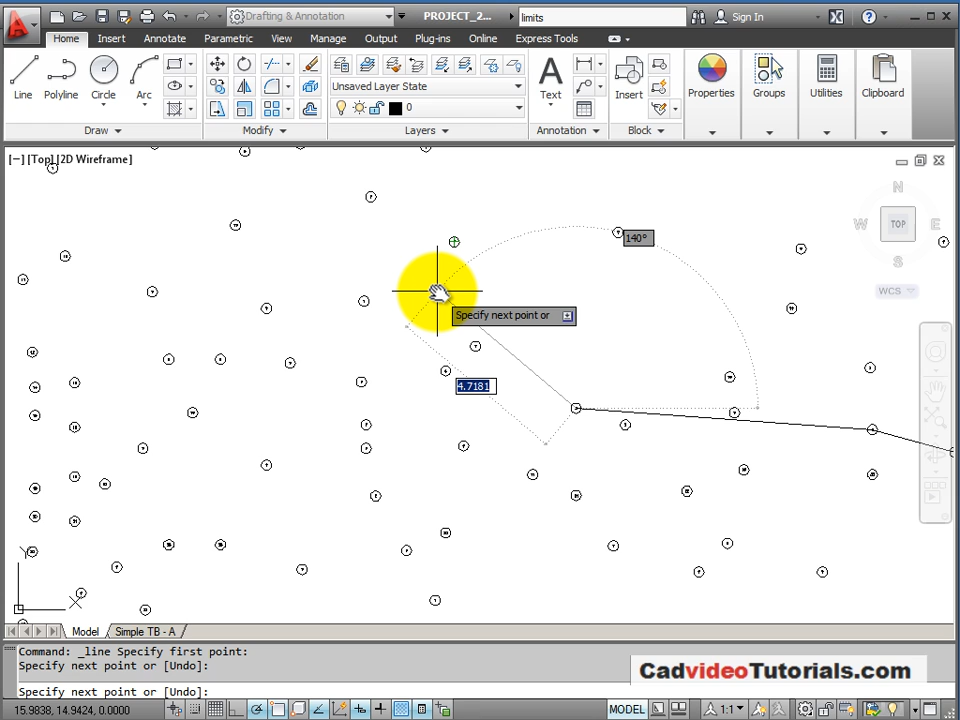 Drafting & Annotation
PROJECT_2...
limits
Sign In
Home
Insert
Annotate
Parametric
View
Manage
Output
Plug-ins
Online
Express Tools
Line
Polyline
Circle
Arc
Unsaved Layer State
0
A
Text
Insert
Properties
Groups
Utilities
Clipboard
Draw
Modify
Layers
Annotation
Block
[−] [Top] [2D Wireframe]
N
W
TOP
E
S
WCS
140°
Specify next point or
4.7181
Y
X
Model
Simple TB - A
Command: _line Specify first point:
Specify next point or [Undo]:
Specify next point or [Undo]:
CadvideoTutorials.com
15.9838, 14.9424, 0.0000
MODEL
1:1